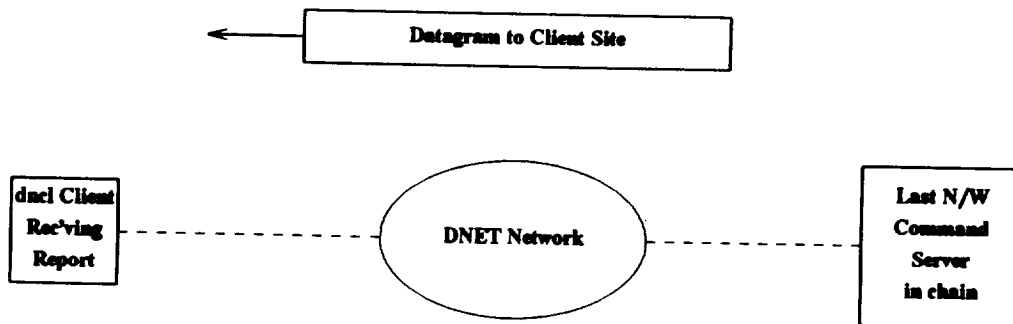 Datagram to Client Site
dncl Client
Rec'ving
Report
DNET Network
Last N/W
Command
Server
in chain